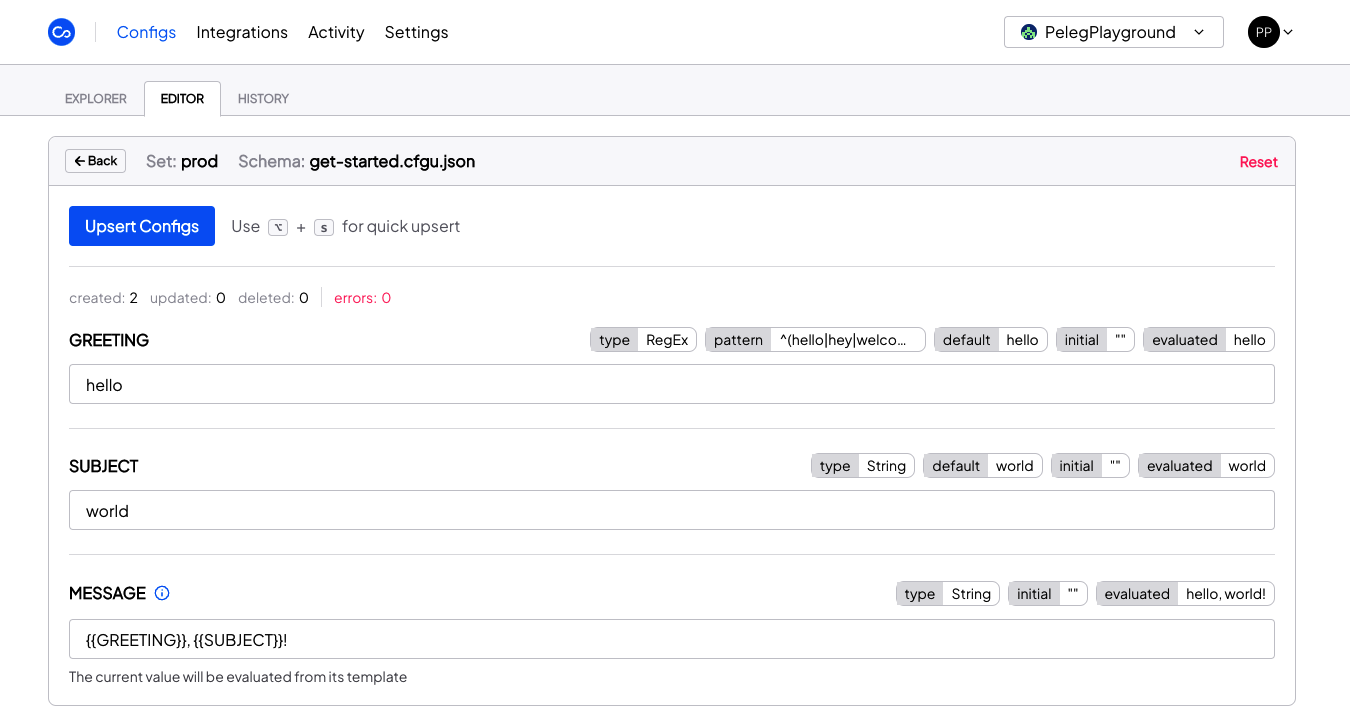 Configs Integrations Activity Settings PelegPlayground PP
EXPLORER EDITOR HISTORY
Back Set: prod Schema: get-started.cfgu.json Reset
Upsert Configs Use ⌥ + s for quick upsert
created: 2 updated: 0 deleted: 0 errors: 0
GREETING type RegEx pattern ^(hello|hey|welco... default hello initial "" evaluated hello
hello
SUBJECT type String default world initial "" evaluated world
world
MESSAGE type String initial "" evaluated hello, world!
{{GREETING}}, {{SUBJECT}}!
The current value will be evaluated from its template